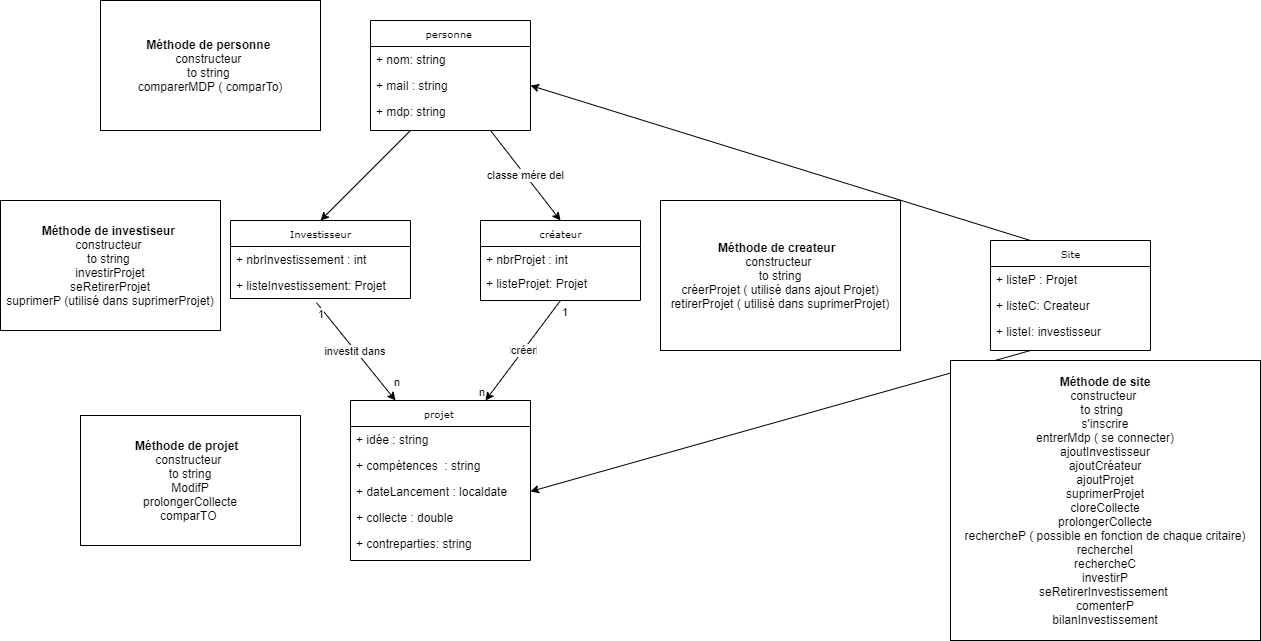 Méthode de personne
constructeur
to string
comparerMDP ( comparTo)
personne
+ nom: string
+ mail : string
+ mdp: string
classe mére del
Méthode de investiseur
constructeur
to string
investirProjet
seRetirerProjet
suprimerP (utilisé dans suprimerProjet)
Investisseur
+ nbrInvestissement : int
+ listeInvestissement: Projet
créateur
+ nbrProjet : int
+ listeProjet: Projet
Méthode de createur
constructeur
to string
créerProjet ( utilisé dans ajout Projet)
retirerProjet ( utilisé dans suprimerProjet)
Site
+ listeP : Projet
+ listeC: Createur
+ listeI: investisseur
1
1
investit dans
créer
n
n
projet
+ idée : string
+ compétences : string
+ dateLancement : localdate
+ collecte : double
+ contreparties: string
Méthode de projet
constructeur
to string
ModifP
prolongerCollecte
comparTO
Méthode de site
constructeur
to string
s'inscrire
entrerMdp ( se connecter)
ajoutInvestisseur
ajoutCréateur
ajoutProjet
suprimerProjet
cloreCollecte
prolongerCollecte
rechercheP ( possible en fonction de chaque critaire)
rechercheI
rechercheC
investirP
seRetirerInvestissement
comenterP
bilanInvestissement